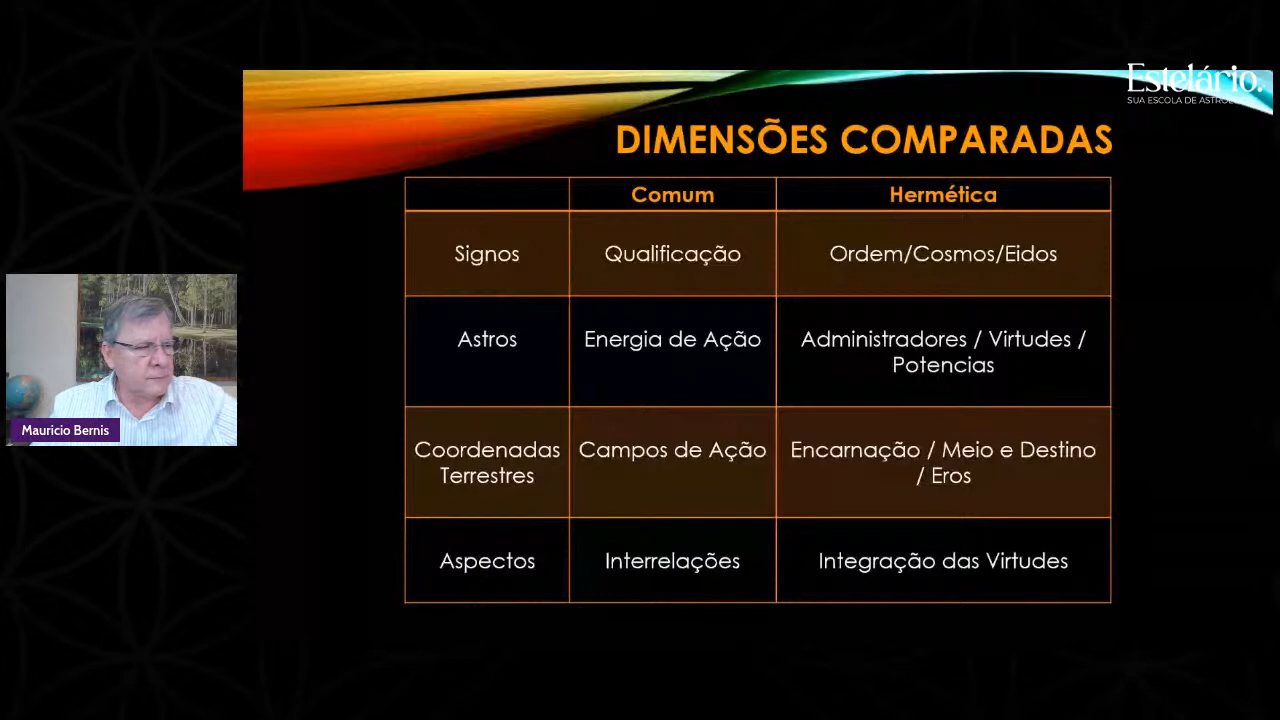 Estelário.
SUA ESCOLA DE
DIMENSÕES COMPARADAS
Comum
Hermética
Signos
Qualificação
Ordem/Cosmos/Eidos
Astros
Energia de Ação
Administradores / Virtudes /
Potencias
Coordenadas
Terrestres
Campos de Ação
Encarnação / Meio e Destino
/ Eros
Aspectos
Interrelações
Integração das Virtudes
Mauricio Bernis